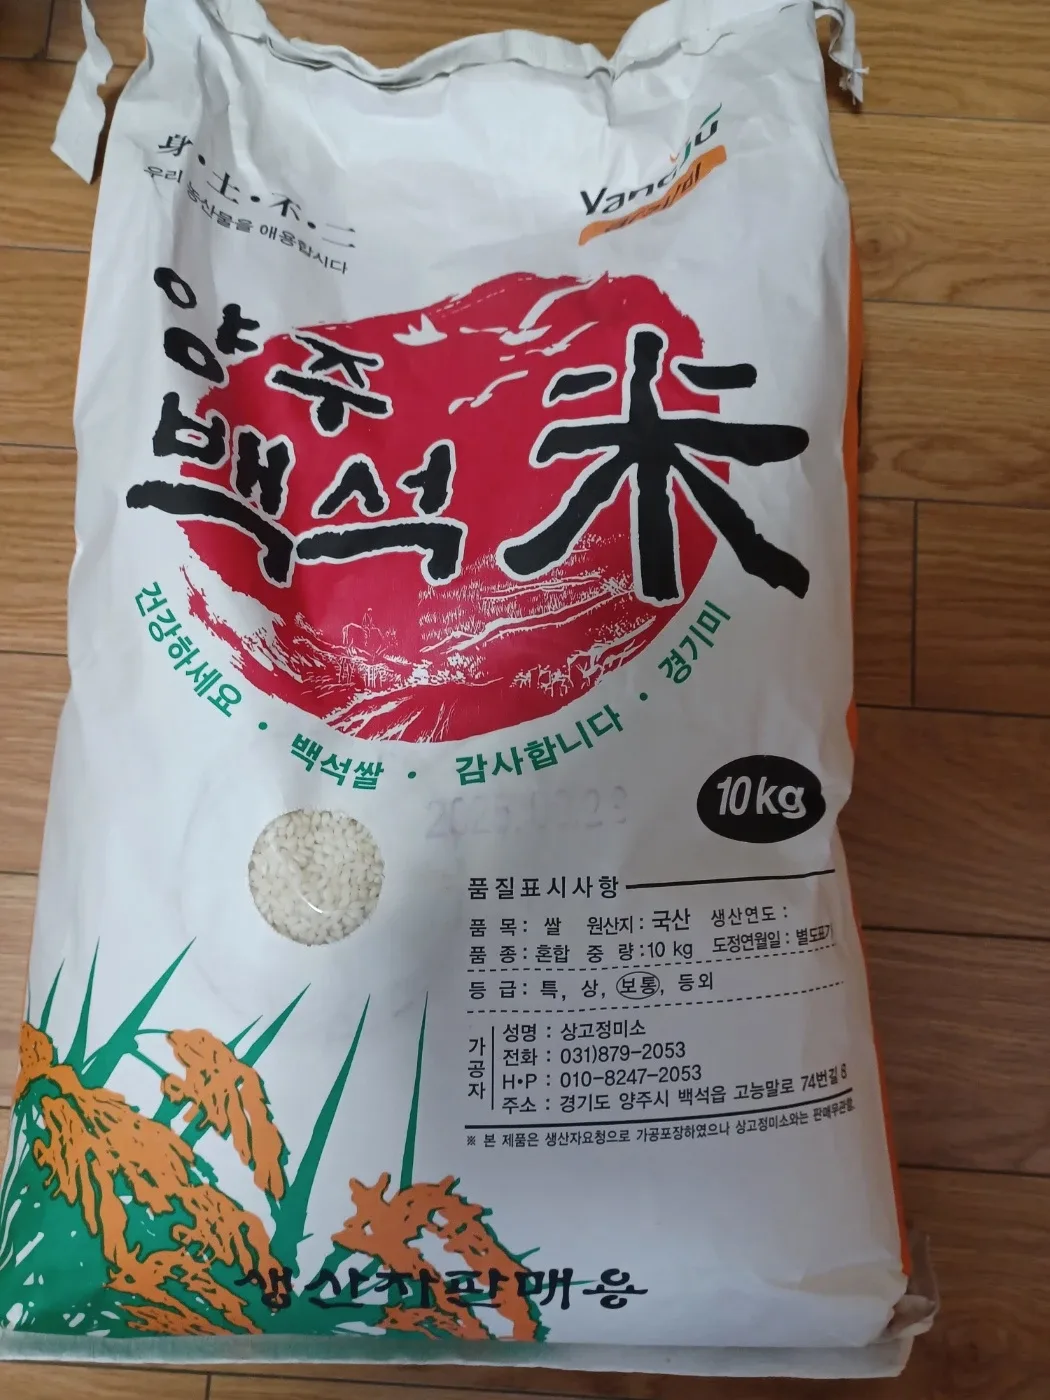 身·土·不·二
우리 농산물을 애용합시다
Yangju
양주
백석 米
건강하세요 · 백석쌀 · 감사합니다 · 경기미
10kg
품질표시사항
품 목: 쌀 원산지: 국산 생산연도:
품 종: 혼합 중 량:10 kg 도정연월일: 별도표기
등 급: 특, 상, 보통, 등외
가공자
성명 : 상고정미소
전화 : 031)879-2053
H·P : 010-8247-2053
주소 : 경기도 양주시 백석읍 고능말로 74번길 8
※ 본 제품은 생산자요청으로 가공포장하였으나 상고정미소와는 판매무관함.
생산자판매용